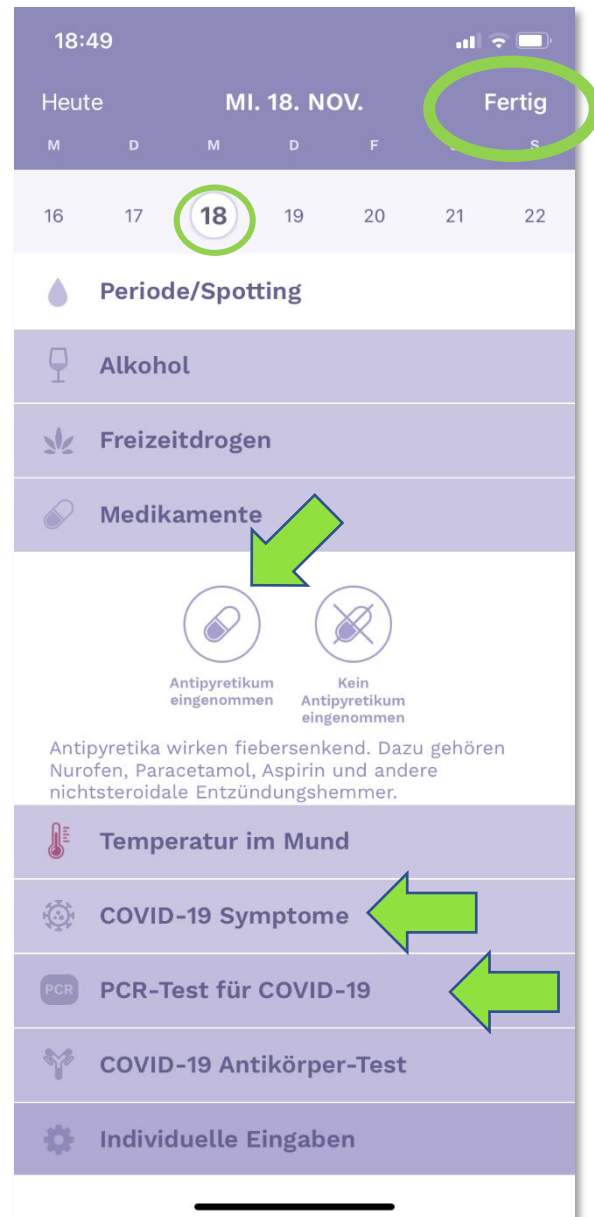 18:49
Heute MI. 18. NOV. Fertig
M D M D F S S
16 17 18 19 20 21 22
Periode/Spotting
Alkohol
Freizeitdrogen
Medikamente
Antipyretikum Kein
eingenommen Antipyretikum
eingenommen
Antipyretika wirken fiebersenkend. Dazu gehören
Nurofen, Paracetamol, Aspirin und andere
nichtsteroidale Entzündungshemmer.
Temperatur im Mund
COVID-19 Symptome
PCR PCR-Test für COVID-19
COVID-19 Antikörper-Test
Individuelle Eingaben